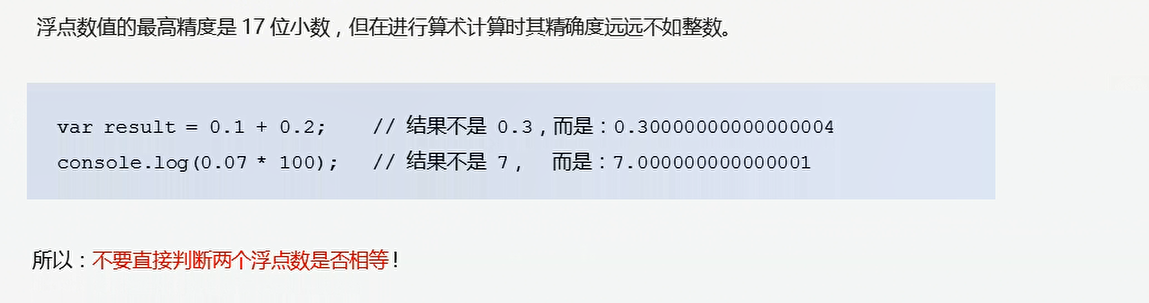 浮点数值的最高精度是 17 位小数，但在进行算术计算时其精确度远远不如整数。
var result = 0.1 + 0.2;    // 结果不是 0.3，而是：0.30000000000000004
console.log(0.07 * 100);   // 结果不是 7，  而是：7.000000000000001
所以：不要直接判断两个浮点数是否相等！